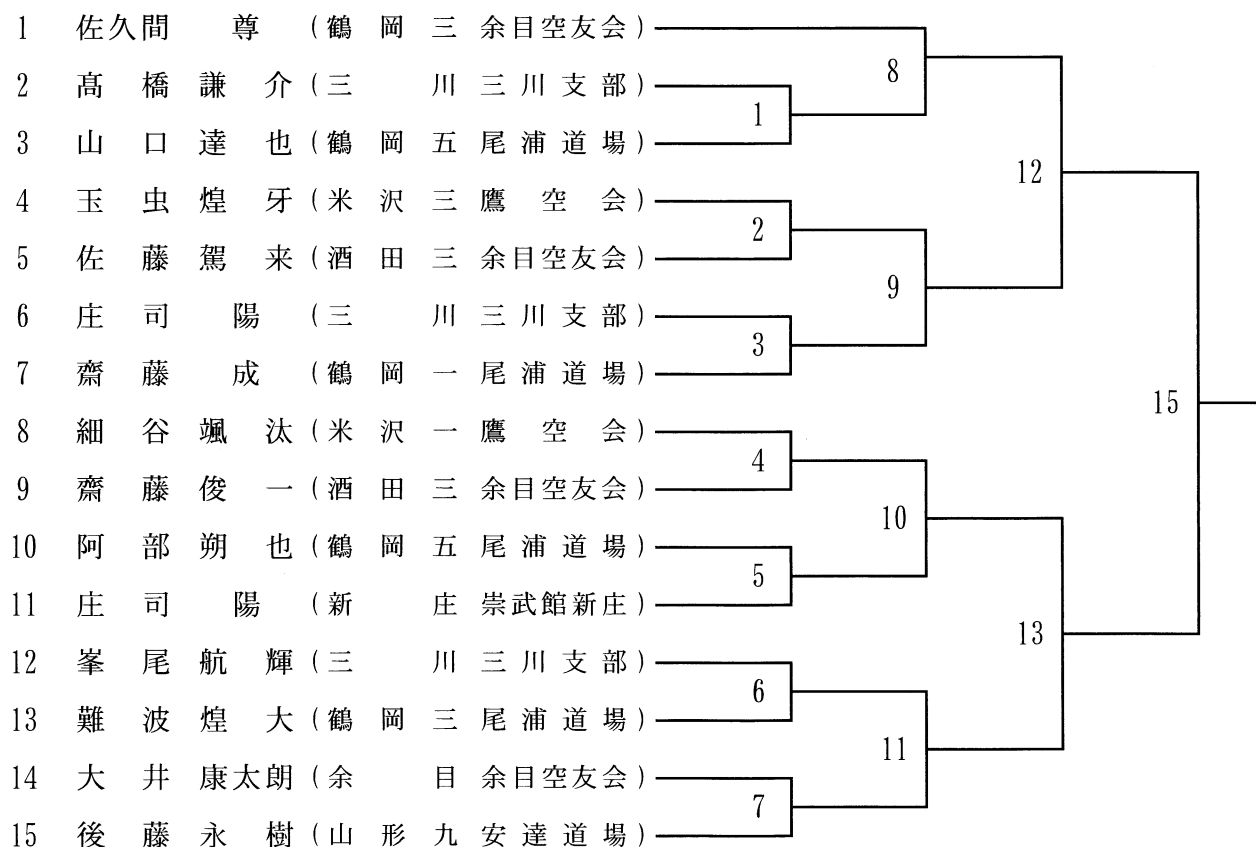 1 佐久間 尊 (鶴岡三 余目空友会) 
2 髙橋謙介 (三川 三川支部)
3 山口達也 (鶴岡五 尾浦道場)
4 玉虫煌牙 (米沢三 鷹空会)
5 佐藤駕来 (酒田三 余目空友会)
6 庄司 陽 (三川 三川支部)
7 齋藤 成 (鶴岡一 尾浦道場)
8 細谷颯汰 (米沢一 鷹空会)
9 齋藤俊一 (酒田三 余目空友会)
10 阿部朔也 (鶴岡五 尾浦道場)
11 庄司 陽 (新庄 崇武館新庄)
12 峯尾航輝 (三川 三川支部)
13 難波煌大 (鶴岡三 尾浦道場)
14 大井康太朗 (余目 余目空友会)
15 後藤永樹 (山形九 安達道場)
1
2
3
4
5
6
7
8
9
10
11
12
13
15